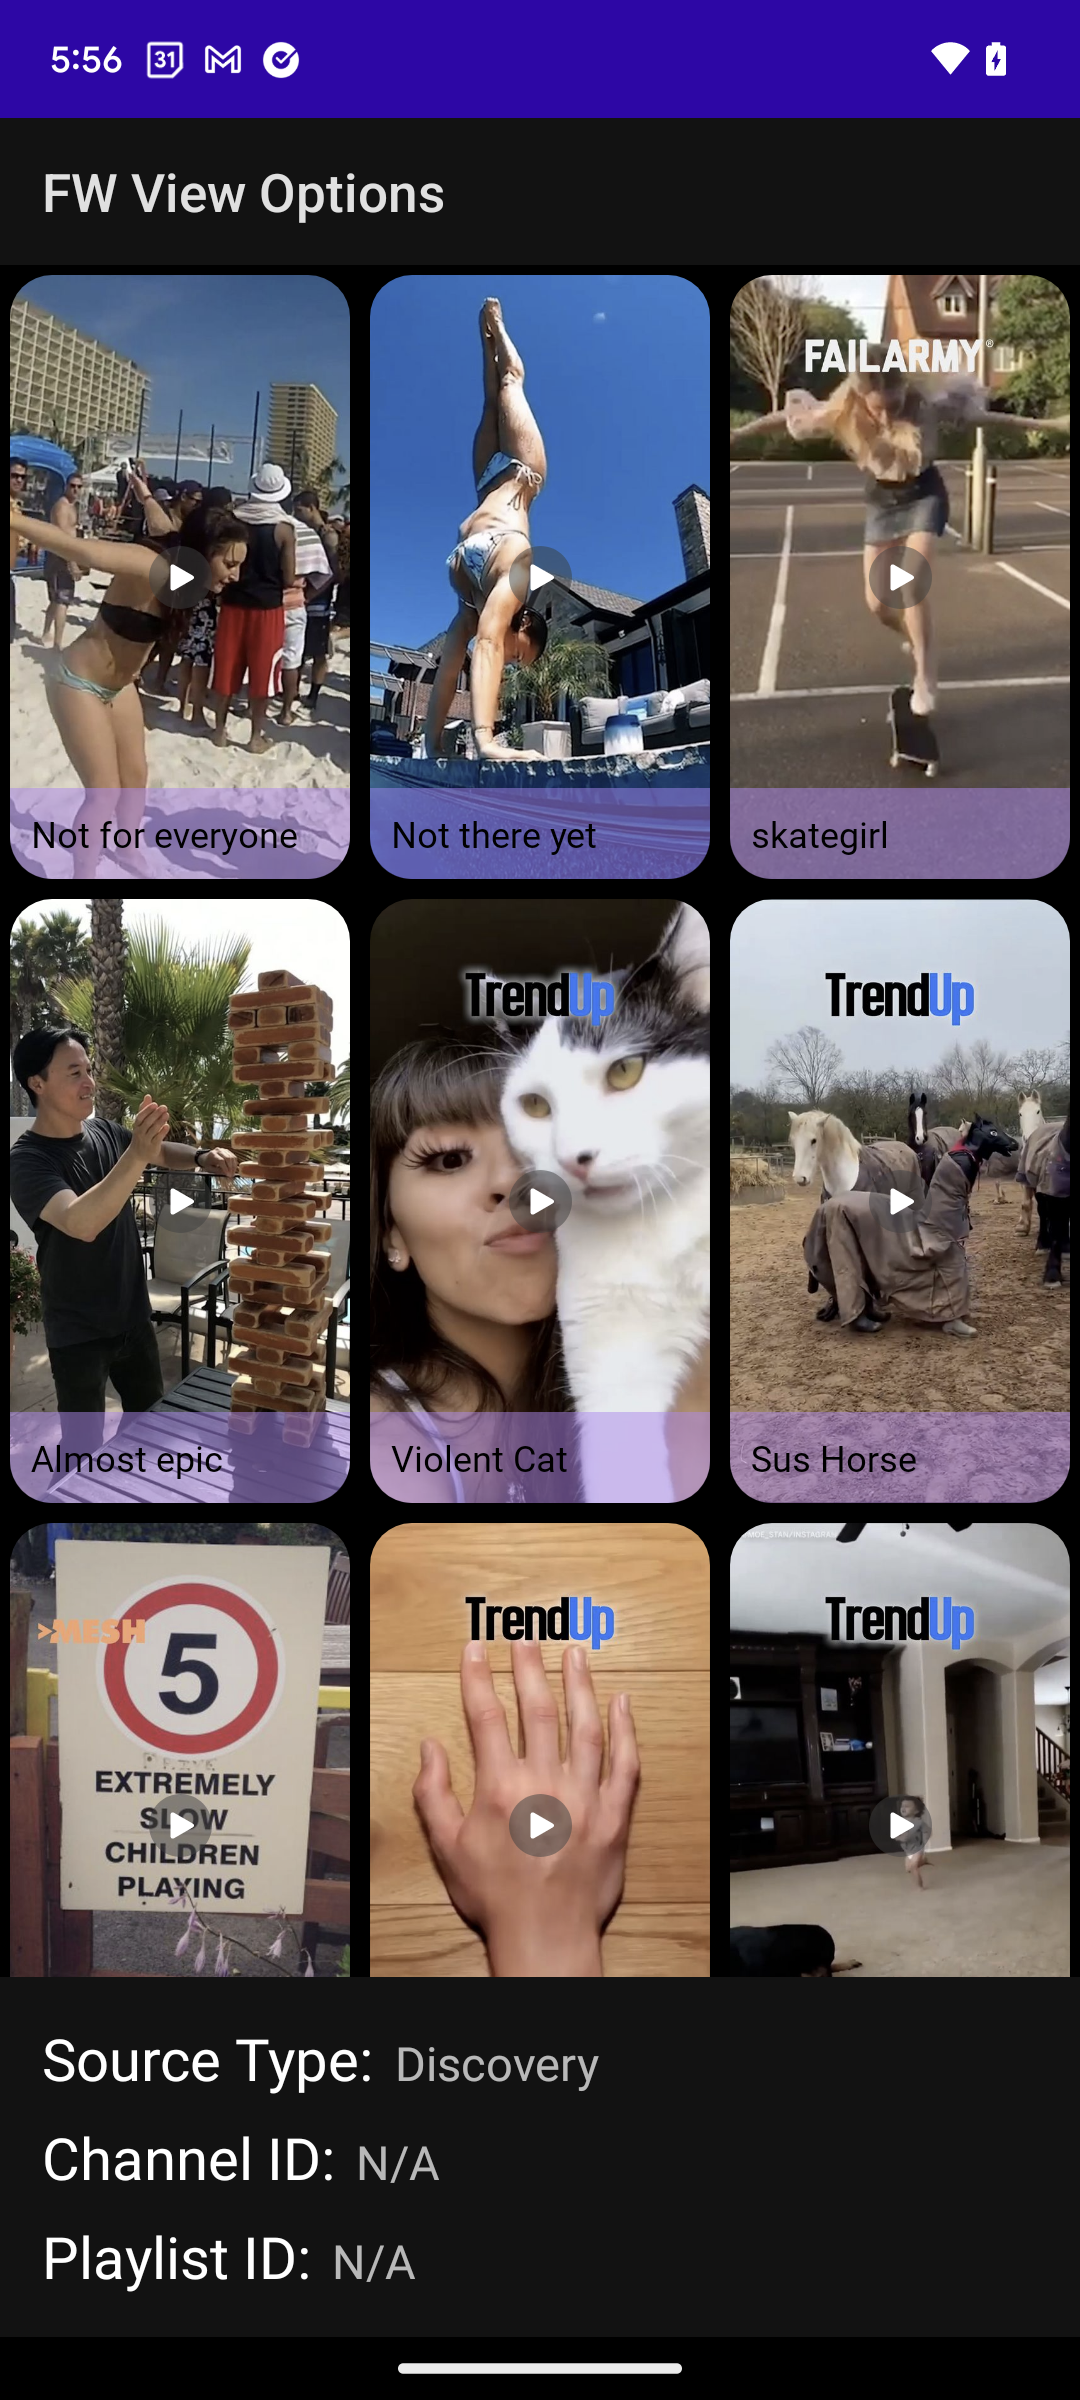 5:56
31
FW View Options
FAILARMY®
Not for everyone
Not there yet
skategirl
TrendUp
TrendUp
Almost epic
Violent Cat
Sus Horse
>MESH
5
EXTREMELY
SLOW
CHILDREN
PLAYING
TrendUp
TrendUp
Source Type: Discovery
Channel ID: N/A
Playlist ID: N/A